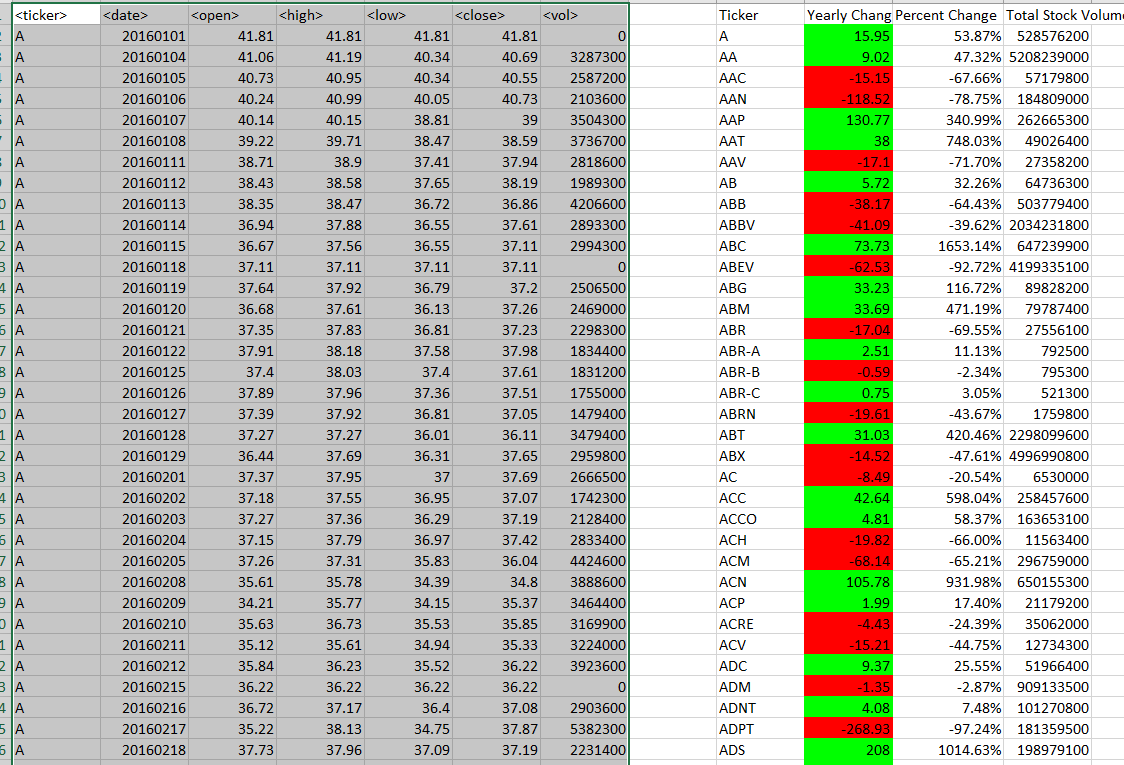 <ticker> <date> <open> <high> <low> <close> <vol> Ticker Yearly Chang Percent Change Total Stock Volume
A 20160101 41.81 41.81 41.81 41.81 0 A 15.95 53.87% 528576200
A 20160104 41.06 41.19 40.34 40.69 3287300 AA 9.02 47.32% 5208239000
A 20160105 40.73 40.95 40.34 40.55 2587200 AAC -15.15 -67.66% 57179800
A 20160106 40.24 40.99 40.05 40.73 2103600 AAN -118.52 -78.75% 184809000
A 20160107 40.14 40.15 38.81 39 3504300 AAP 130.77 340.99% 262665300
A 20160108 39.22 39.71 38.47 38.59 3736700 AAT 38 748.03% 49026400
A 20160111 38.71 38.9 37.41 37.94 2818600 AAV -17.1 -71.70% 27358200
A 20160112 38.43 38.58 37.65 38.19 1989300 AB 5.72 32.26% 64736300
A 20160113 38.35 38.47 36.72 36.86 4206600 ABB -38.17 -64.43% 503779400
A 20160114 36.94 37.88 36.55 37.61 2893300 ABBV -41.09 -39.62% 2034231800
A 20160115 36.67 37.56 36.55 37.11 2994300 ABC 73.73 1653.14% 647239900
A 20160118 37.11 37.11 37.11 37.11 0 ABEV -62.53 -92.72% 4199335100
A 20160119 37.64 37.92 36.79 37.2 2506500 ABG 33.23 116.72% 89828200
A 20160120 36.68 37.61 36.13 37.26 2469000 ABM 33.69 471.19% 79787400
A 20160121 37.35 37.83 36.81 37.23 2298300 ABR -17.04 -69.55% 27556100
A 20160122 37.91 38.18 37.58 37.98 1834400 ABR-A 2.51 11.13% 792500
A 20160125 37.4 38.03 37.4 37.61 1831200 ABR-B -0.59 -2.34% 795300
A 20160126 37.89 37.96 37.36 37.51 1755000 ABR-C 0.75 3.05% 521300
A 20160127 37.39 37.92 36.81 37.05 1479400 ABRN -19.61 -43.67% 1759800
A 20160128 37.27 37.27 36.01 36.11 3479400 ABT 31.03 420.46% 2298099600
A 20160129 36.44 37.69 36.31 37.65 2959800 ABX -14.52 -47.61% 4996990800
A 20160201 37.37 37.95 37 37.69 2666500 AC -8.49 -20.54% 6530000
A 20160202 37.18 37.55 36.95 37.07 1742300 ACC 42.64 598.04% 258457600
A 20160203 37.27 37.36 36.29 37.19 2128400 ACCO 4.81 58.37% 163653100
A 20160204 37.15 37.79 36.97 37.42 2833400 ACH -19.82 -66.00% 11563400
A 20160205 37.26 37.31 35.83 36.04 4424600 ACM -68.14 -65.21% 296759000
A 20160208 35.61 35.78 34.39 34.8 3888600 ACN 105.78 931.98% 650155300
A 20160209 34.21 35.77 34.15 35.37 3464400 ACP 1.99 17.40% 21179200
A 20160210 35.63 36.73 35.53 35.85 3169900 ACRE -4.43 -24.39% 35062000
A 20160211 35.12 35.61 34.94 35.33 3224000 ACV -15.21 -44.75% 12734300
A 20160212 35.84 36.23 35.52 36.22 3923600 ADC 9.37 25.55% 51966400
A 20160215 36.22 36.22 36.22 36.22 0 ADM -1.35 -2.87% 909133500
A 20160216 36.72 37.17 36.4 37.08 2903600 ADNT 4.08 7.48% 101270800
A 20160217 35.22 38.13 34.75 37.87 5382300 ADPT -268.93 -97.24% 181359500
A 20160218 37.73 37.96 37.09 37.19 2231400 ADS 208 1014.63% 198979100